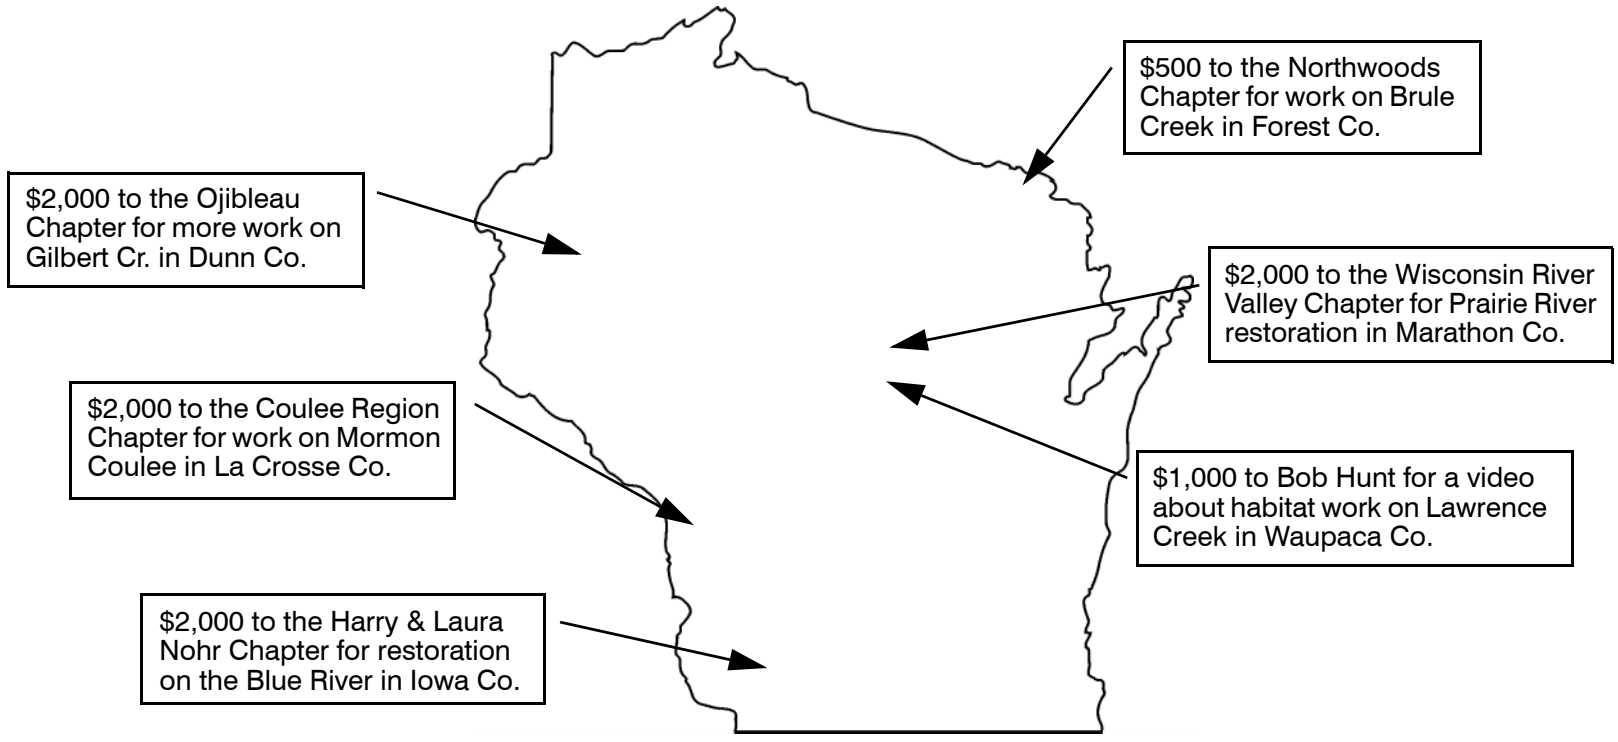 $500 to the Northwoods
Chapter for work on Brule
Creek in Forest Co.
$2,000 to the Ojibleau
Chapter for more work on
Gilbert Cr. in Dunn Co.
$2,000 to the Wisconsin River
Valley Chapter for Prairie River
restoration in Marathon Co.
$2,000 to the Coulee Region
Chapter for work on Mormon
Coulee in La Crosse Co.
$1,000 to Bob Hunt for a video
about habitat work on Lawrence
Creek in Waupaca Co.
$2,000 to the Harry & Laura
Nohr Chapter for restoration
on the Blue River in Iowa Co.